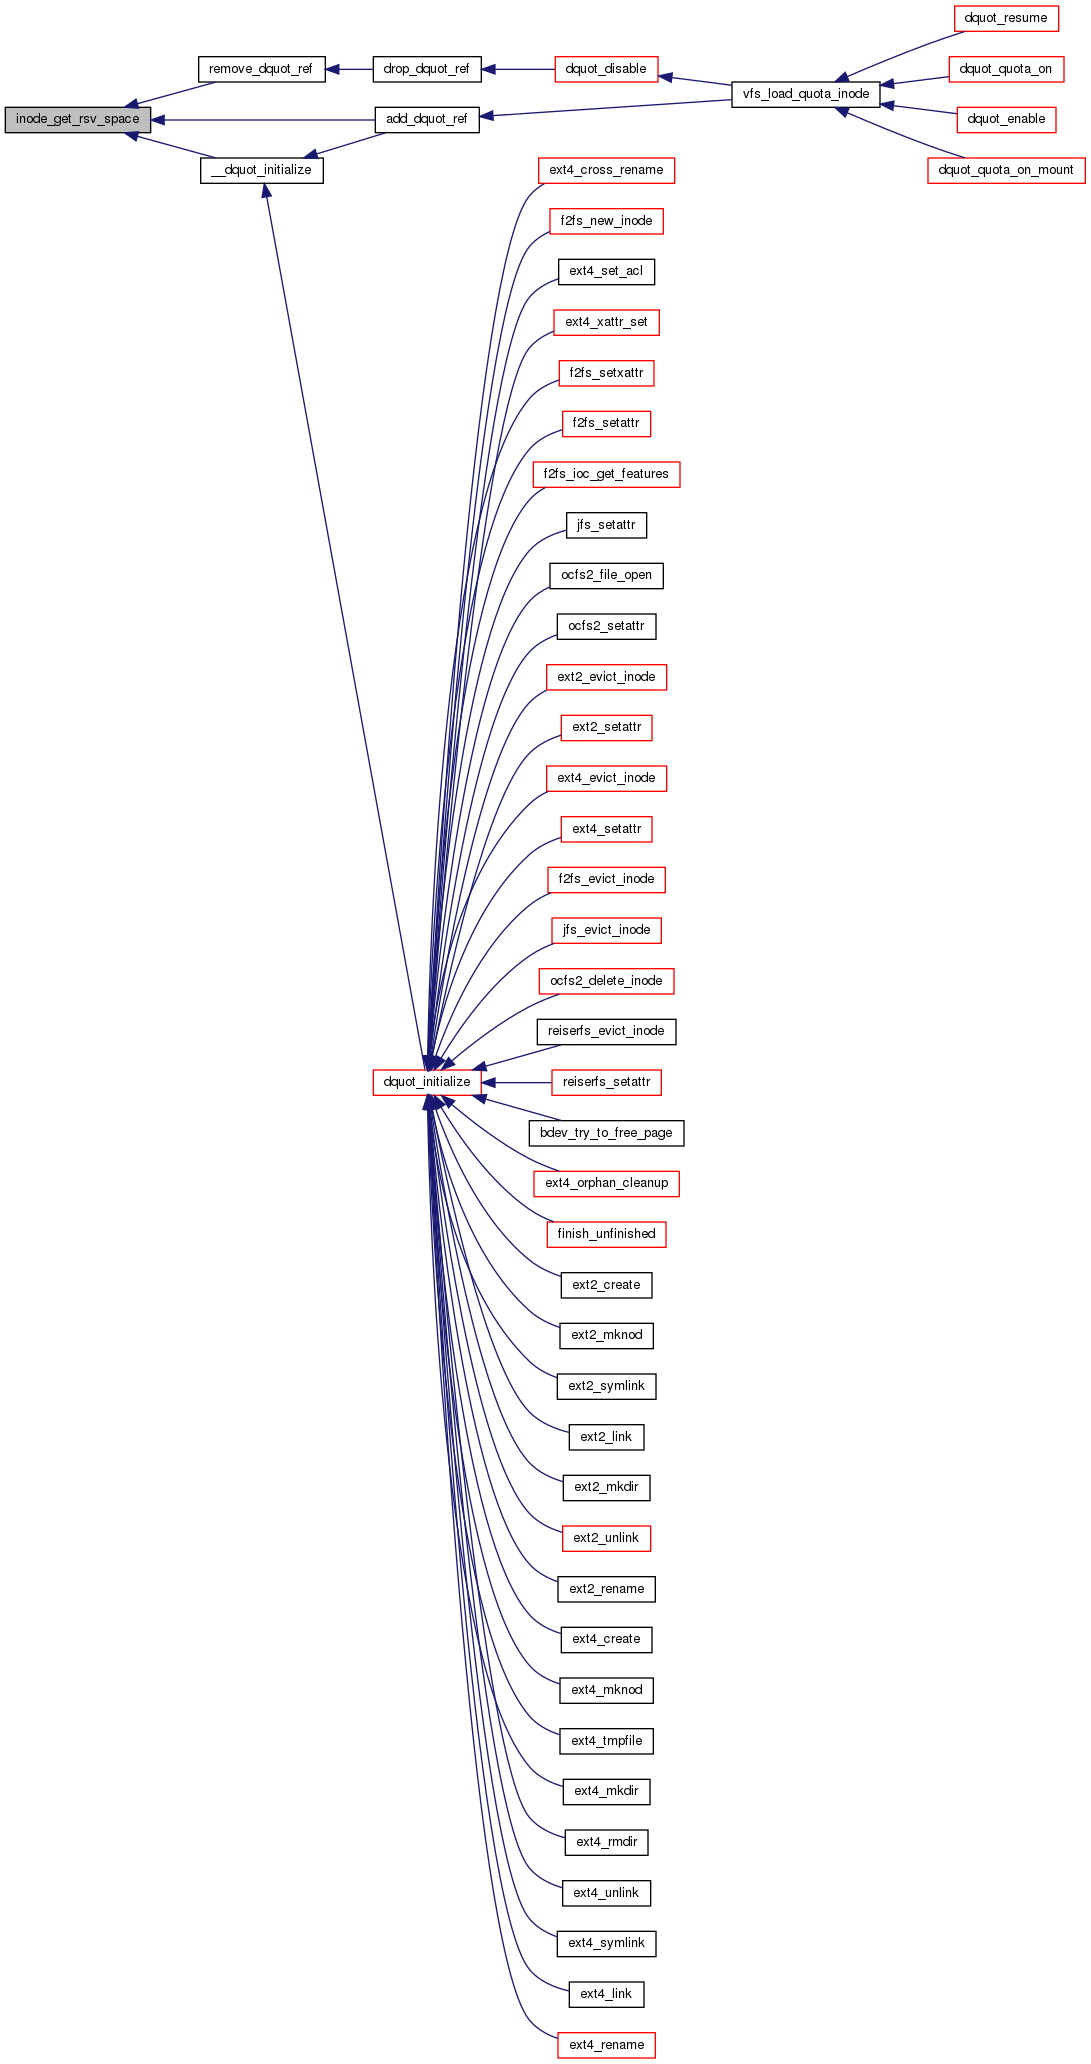 dquot_resume
remove_dquot_ref
drop_dquot_ref
dquot_disable
dquot_quota_on
vfs_load_quota_inode
inode_get_rsv_space
add_dquot_ref
dquot_enable
__dquot_initialize
ext4_cross_rename
dquot_quota_on_mount
f2fs_new_inode
ext4_set_acl
ext4_xattr_set
f2fs_setxattr
f2fs_setattr
f2fs_ioc_get_features
jfs_setattr
ocfs2_file_open
ocfs2_setattr
ext2_evict_inode
ext2_setattr
ext4_evict_inode
ext4_setattr
f2fs_evict_inode
jfs_evict_inode
ocfs2_delete_inode
reiserfs_evict_inode
dquot_initialize
reiserfs_setattr
bdev_try_to_free_page
ext4_orphan_cleanup
finish_unfinished
ext2_create
ext2_mknod
ext2_symlink
ext2_link
ext2_mkdir
ext2_unlink
ext2_rename
ext4_create
ext4_mknod
ext4_tmpfile
ext4_mkdir
ext4_rmdir
ext4_unlink
ext4_symlink
ext4_link
ext4_rename